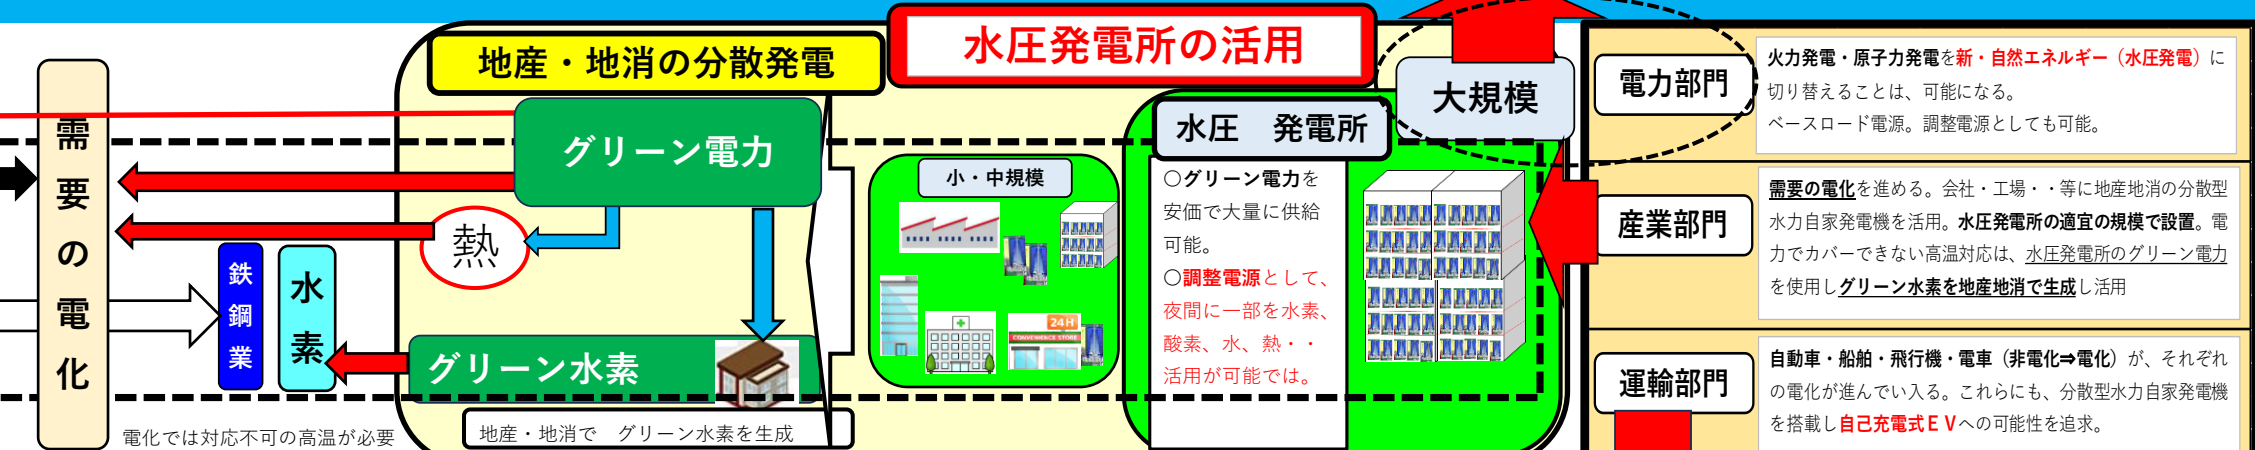 水圧発電所の活用
地産・地消の分散発電
需要の電化
グリーン電力
熱
鉄鋼業
水素
グリーン水素
地産・地消で　グリーン水素を生成
電化では対応不可の高温が必要
小・中規模
24H
CONVENIENCE STORE
大規模
水圧　発電所
○グリーン電力を
安価で大量に供給
可能。
○調整電源として、
夜間に一部を水素、
酸素、水、熱・・
活用が可能では。
電力部門
火力発電・原子力発電を新・自然エネルギー（水圧発電）に
切り替えることは、可能になる。
ベースロード電源。調整電源としても可能。
産業部門
需要の電化を進める。会社・工場・・等に地産地消の分散型
水力自家発電機を活用。水圧発電所の適宜の規模で設置。電
力でカバーできない高温対応は、水圧発電所のグリーン電力
を使用しグリーン水素を地産地消で生成し活用
運輸部門
自動車・船舶・飛行機・電車（非電化⇒電化）が、それぞれ
の電化が進んでい入る。これらにも、分散型水力自家発電機
を搭載し自己充電式ＥＶへの可能性を追求。